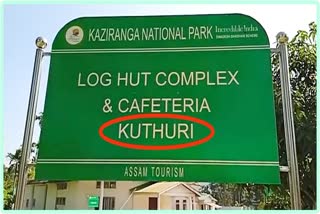 KAZIRANGA NATIONAL PARK
Incredible India
LOG HUT COMPLEX
& CAFETERIA
KUTHURI
ASSAM TOURISM